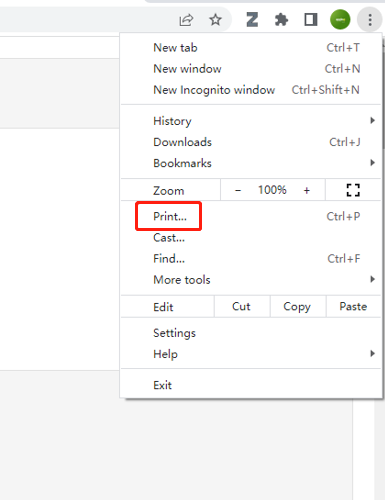 New tab Ctrl+T
New window Ctrl+N
New Incognito window Ctrl+Shift+N
History
Downloads Ctrl+J
Bookmarks
Zoom − 100% +
Print... Ctrl+P
Cast...
Find... Ctrl+F
More tools
Edit Cut Copy Paste
Settings
Help
Exit